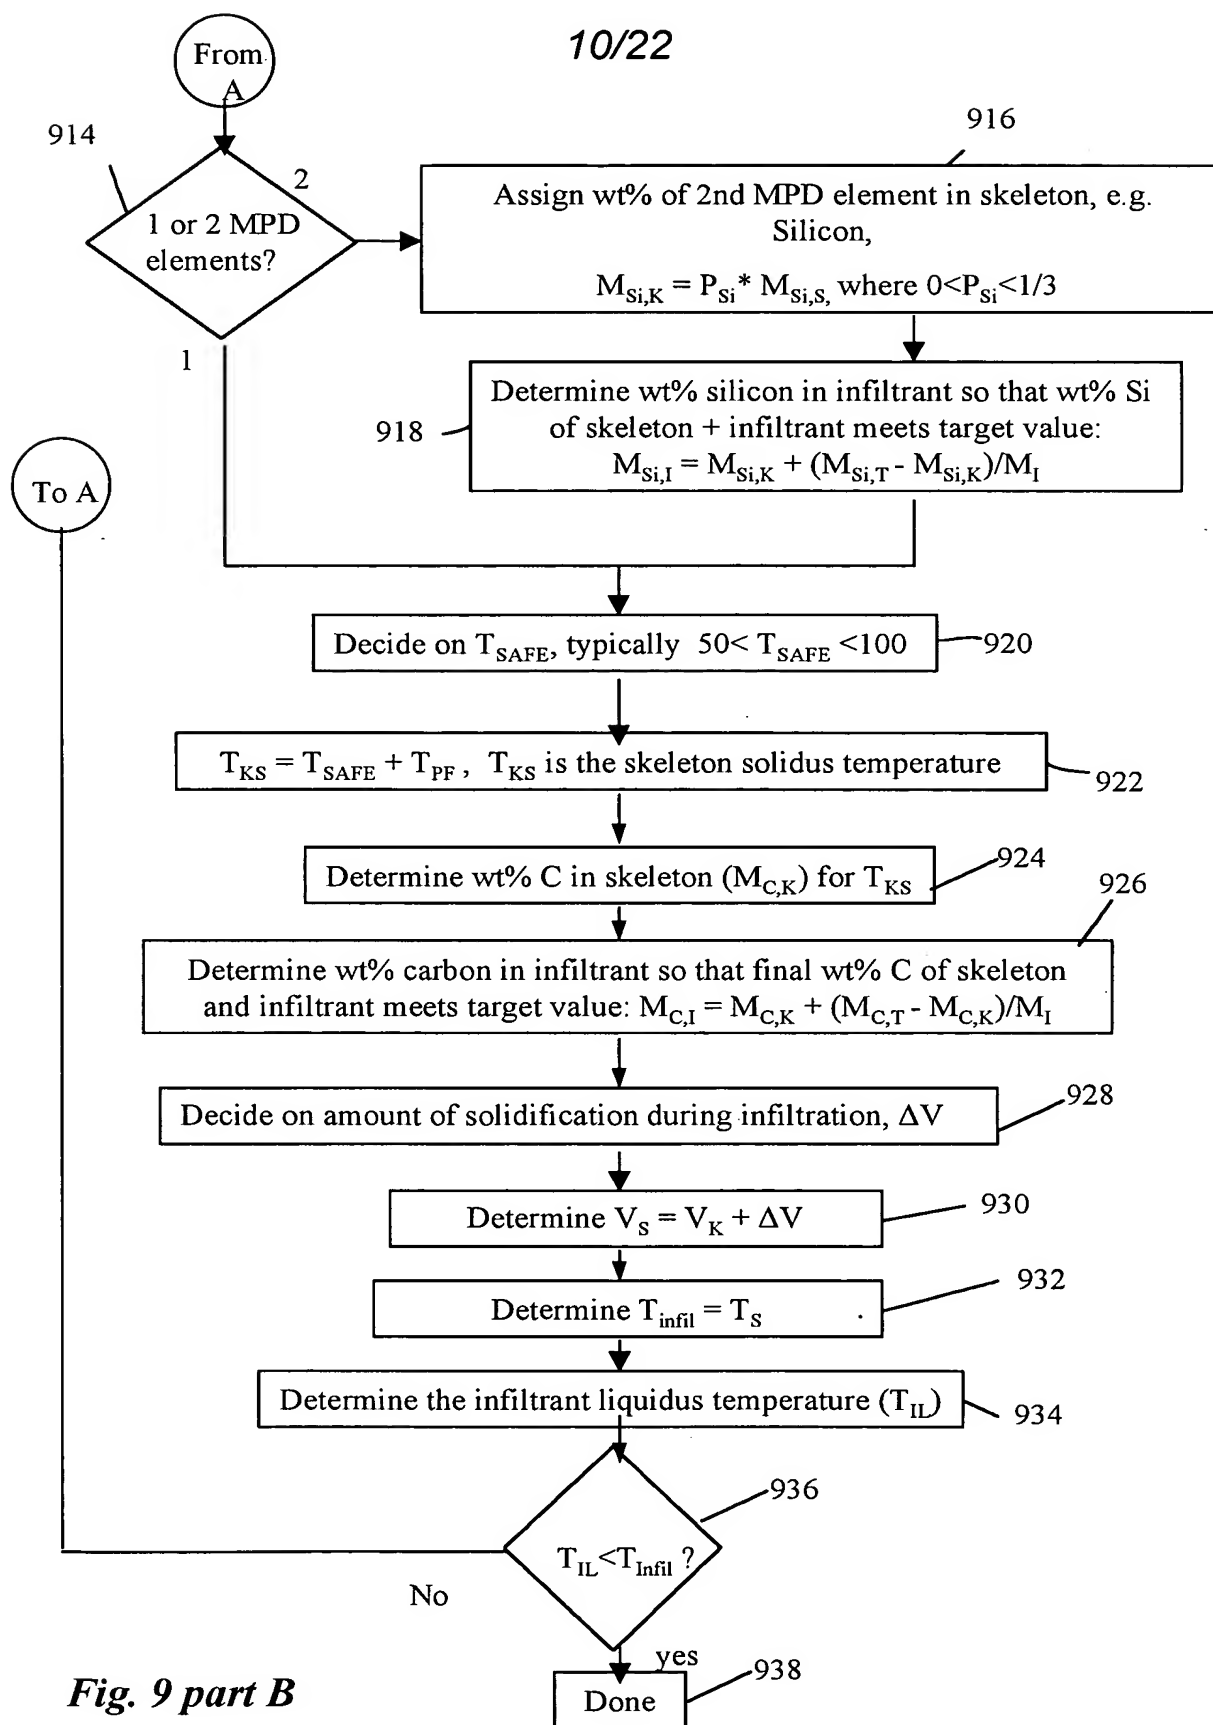 10/22
From
A
914
1 or 2 MPD
elements?
2
1
916
Assign wt% of 2nd MPD element in skeleton, e.g.
Silicon,
M_Si,K = P_Si* M_Si,S, where 0<P_Si<1/3
918
Determine wt% silicon in infiltrant so that wt% Si
of skeleton + infiltrant meets target value:
M_Si,I = M_Si,K + (M_Si,T - M_Si,K)/M_I
To A
Decide on T_SAFE, typically 50< T_SAFE <100
920
T_KS = T_SAFE + T_PF , T_KS is the skeleton solidus temperature
922
Determine wt% C in skeleton (M_C,K) for T_KS
924
926
Determine wt% carbon in infiltrant so that final wt% C of skeleton
and infiltrant meets target value: M_C,I = M_C,K + (M_C,T - M_C,K)/M_I
Decide on amount of solidification during infiltration, ΔV
928
Determine V_S = V_K + ΔV
930
Determine T_infil = T_S
932
Determine the infiltrant liquidus temperature (T_IL)
934
936
T_IL<T_Infil ?
No
yes
Done
938
Fig. 9 part B